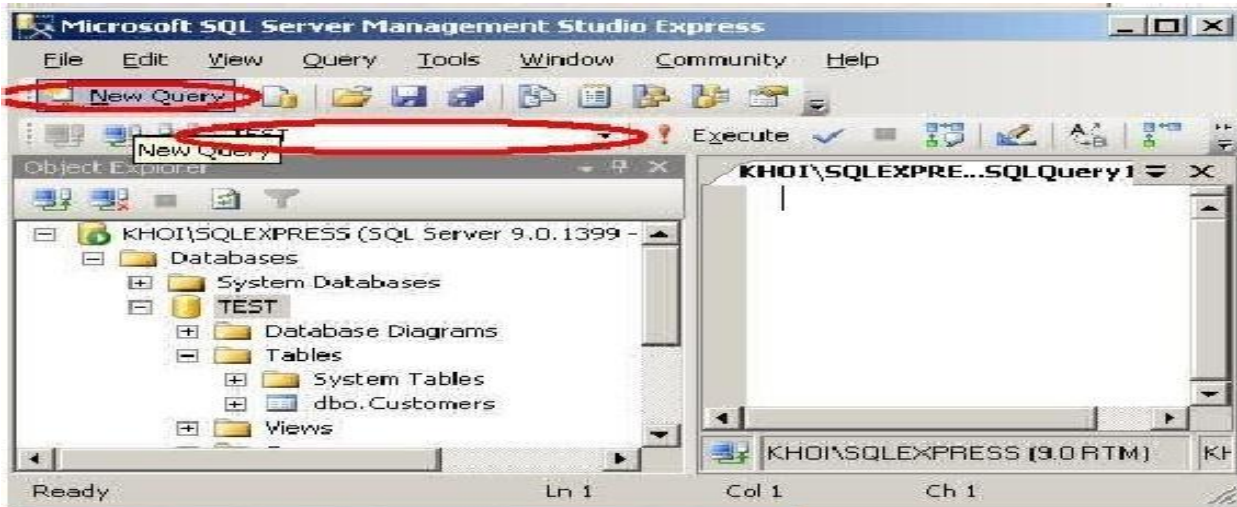 Microsoft SQL Server Management Studio Express
File Edit View Query Tools Window Community Help
New Query
TEST
Execute
New Query
Object Explorer
KHOI\SQLEXPRE...SQLQuery1
KHOI\SQLEXPRESS (SQL Server 9.0.1399 -
Databases
System Databases
TEST
Database Diagrams
Tables
System Tables
dbo.Customers
Views
KHOI\SQLEXPRESS (9.0 RTM) KH
Ready Ln 1 Col 1 Ch 1